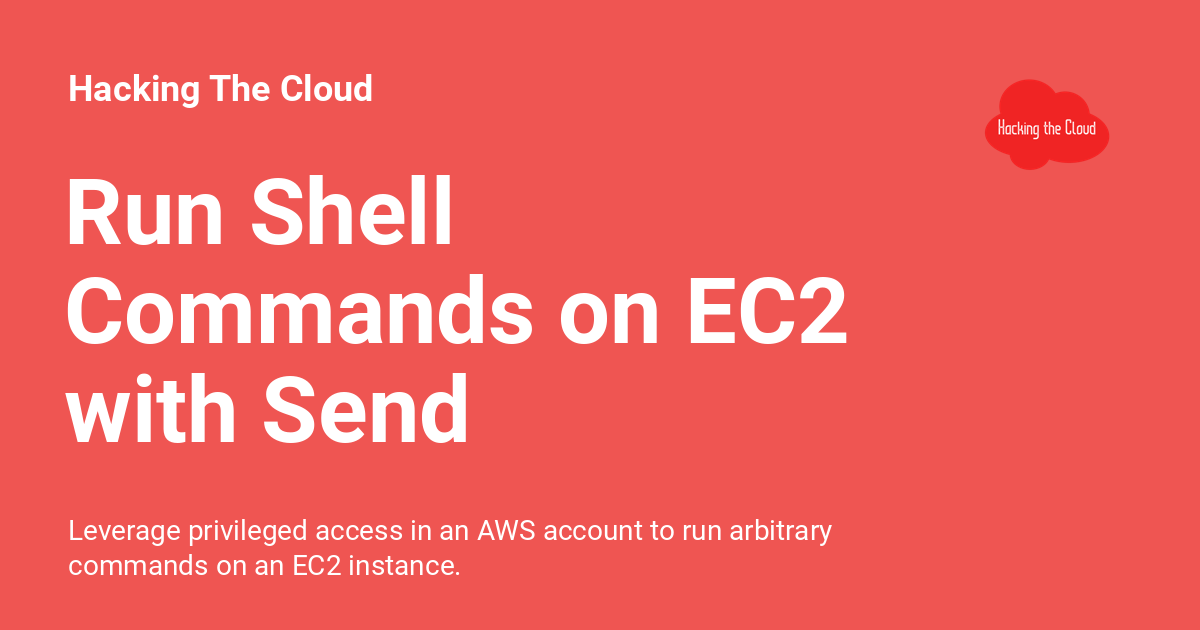 Hacking The Cloud
Hacking the Cloud
Run Shell
Commands on EC2
with Send
Leverage privileged access in an AWS account to run arbitrary
commands on an EC2 instance.